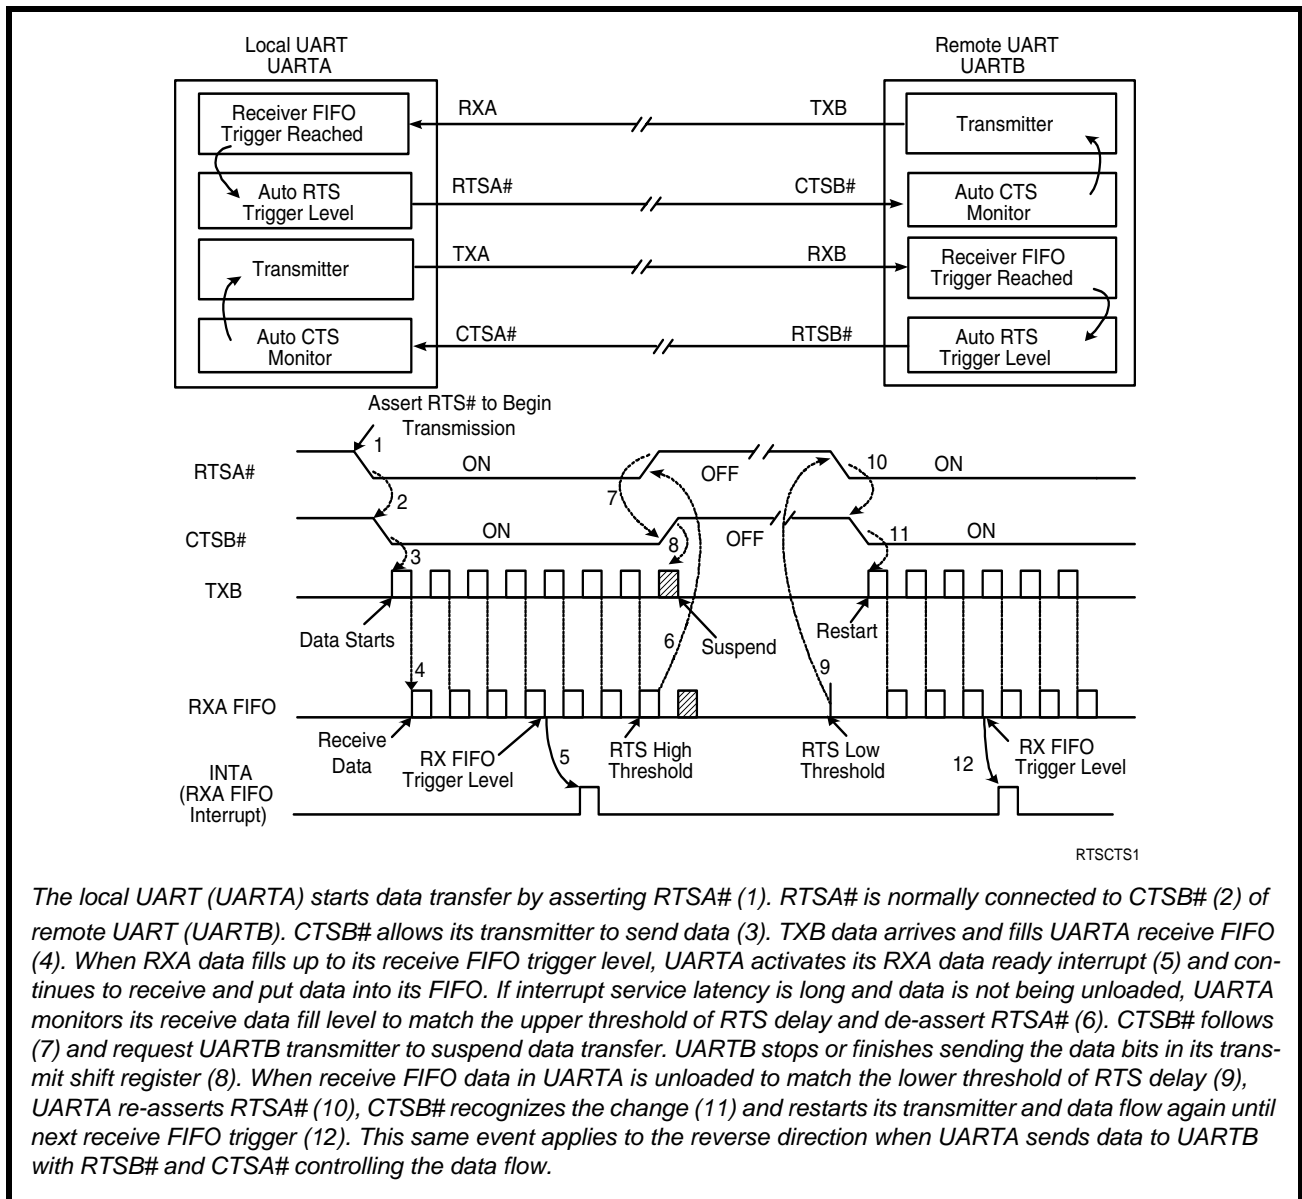 Local UART
UARTA
Remote UART
UARTB
Receiver FIFO
Trigger Reached
RXA
TXB
Transmitter
Auto RTS
Trigger Level
RTSA#
CTSB#
Auto CTS
Monitor
Transmitter
TXA
RXB
Receiver FIFO
Trigger Reached
Auto CTS
Monitor
CTSA#
RTSB#
Auto RTS
Trigger Level
Assert RTS# to Begin
Transmission
1
RTSA#
ON
OFF
10
ON
2
7
CTSB#
ON
8
OFF
11
ON
3
TXB
Data Starts
6
Suspend
Restart
4
9
RXA FIFO
Receive
Data
RX FIFO
Trigger Level
5
RTS High
Threshold
RTS Low
Threshold
12
RX FIFO
Trigger Level
INTA
(RXA FIFO
Interrupt)
RTSCTS1
The local UART (UARTA) starts data transfer by asserting RTSA# (1). RTSA# is normally connected to CTSB# (2) of
remote UART (UARTB). CTSB# allows its transmitter to send data (3). TXB data arrives and fills UARTA receive FIFO
(4). When RXA data fills up to its receive FIFO trigger level, UARTA activates its RXA data ready interrupt (5) and con-
tinues to receive and put data into its FIFO. If interrupt service latency is long and data is not being unloaded, UARTA
monitors its receive data fill level to match the upper threshold of RTS delay and de-assert RTSA# (6). CTSB# follows
(7) and request UARTB transmitter to suspend data transfer. UARTB stops or finishes sending the data bits in its trans-
mit shift register (8). When receive FIFO data in UARTA is unloaded to match the lower threshold of RTS delay (9),
UARTA re-asserts RTSA# (10), CTSB# recognizes the change (11) and restarts its transmitter and data flow again until
next receive FIFO trigger (12). This same event applies to the reverse direction when UARTA sends data to UARTB
with RTSB# and CTSA# controlling the data flow.